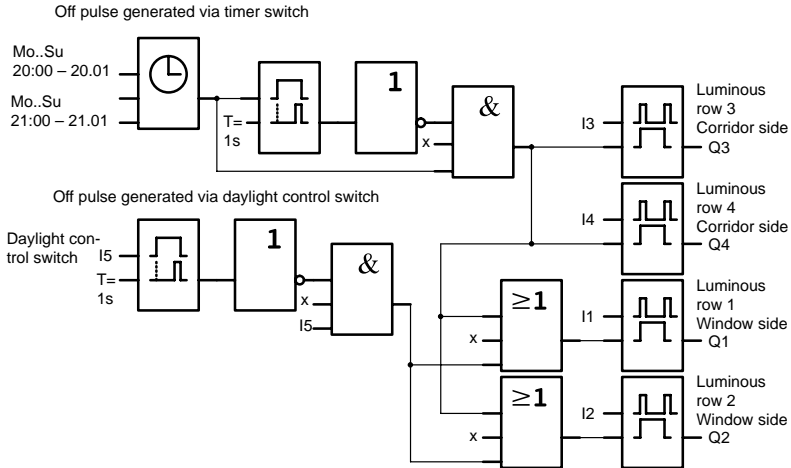 Off pulse generated via timer switch
Mo..Su
20:00 – 20.01
Mo..Su
21:00 – 21.01
T=
1s
1
x
&
I3
Luminous
row 3
Corridor side
Q3
Off pulse generated via daylight control switch
Daylight con-
trol switch
I5
T=
1s
1
x
I5
&
I4
Luminous
row 4
Corridor side
Q4
≥1
x
I1
Luminous
row 1
Window side
Q1
≥1
x
I2
Luminous
row 2
Window side
Q2